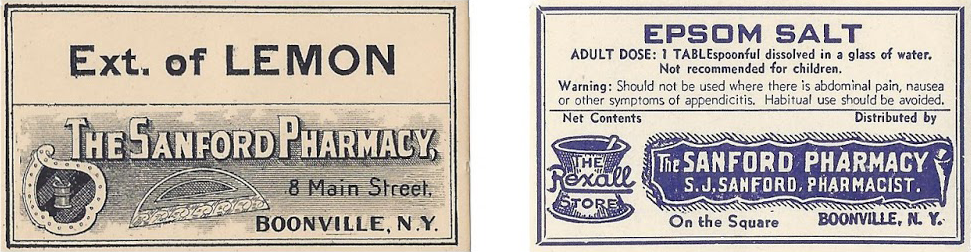 Ext. of LEMON
THE SANFORD PHARMACY,
8 Main Street,
BOONVILLE, N.Y.
EPSOM SALT
ADULT DOSE: 1 TABLEspoonful dissolved in a glass of water.
Not recommended for children.
Warning: Should not be used where there is abdominal pain, nausea
or other symptoms of appendicitis. Habitual use should be avoided.
Net Contents Distributed by
THE
Rexall
STORE
The SANFORD PHARMACY
S. J. SANFORD, PHARMACIST.
On the Square BOONVILLE, N. Y.